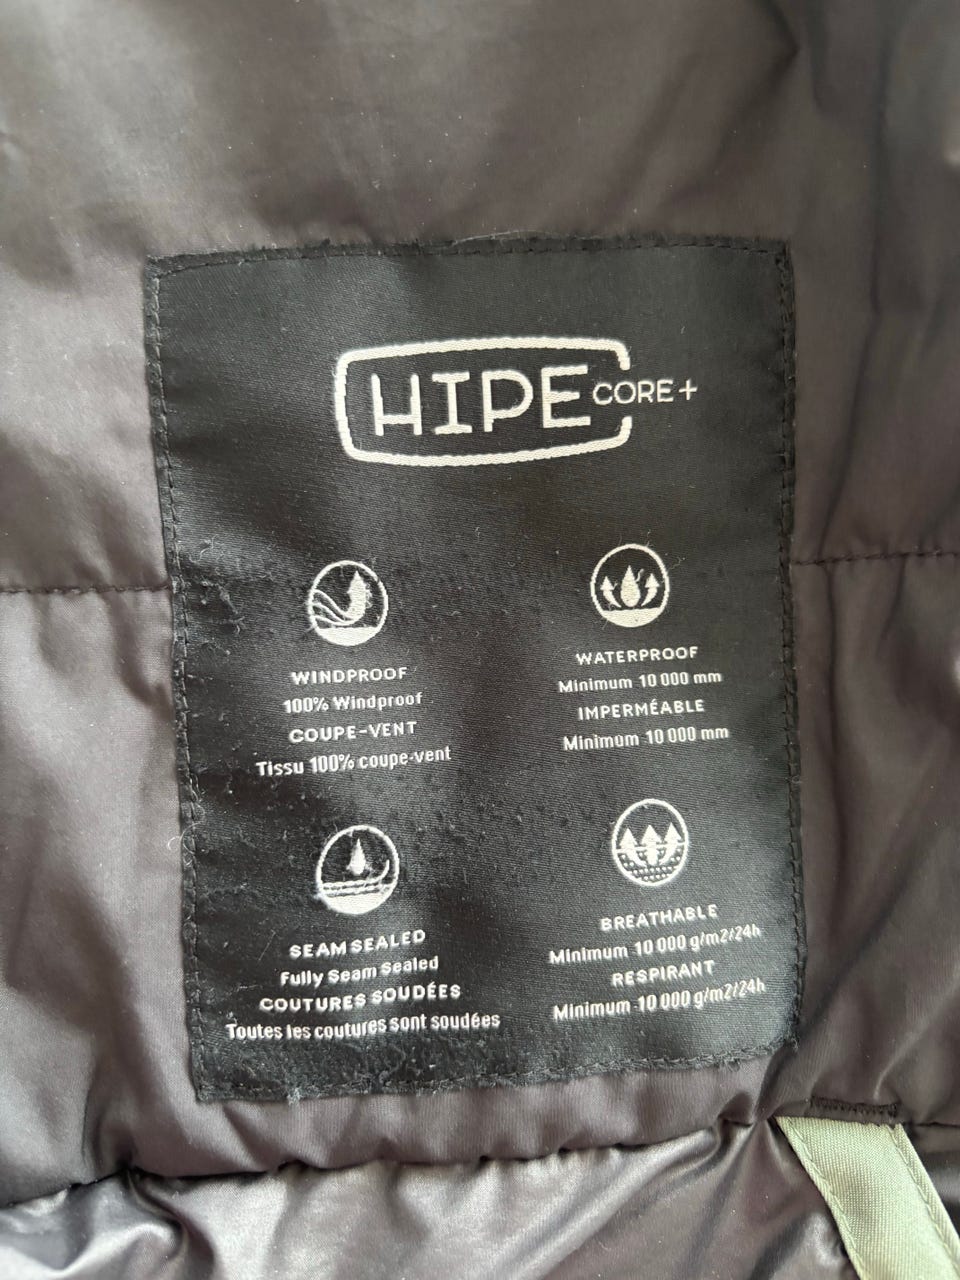 HIPE CORE+
WINDPROOF
100% Windproof
COUPE-VENT
Tissu 100% coupe-vent
WATERPROOF
Minimum 10 000 mm
IMPERMÉABLE
Minimum 10 000 mm
SEAM SEALED
Fully Seam Sealed
COUTURES SOUDÉES
Toutes les coutures sont soudées
BREATHABLE
Minimum 10 000 g/m2/24h
RESPIRANT
Minimum 10 000 g/m2/24h